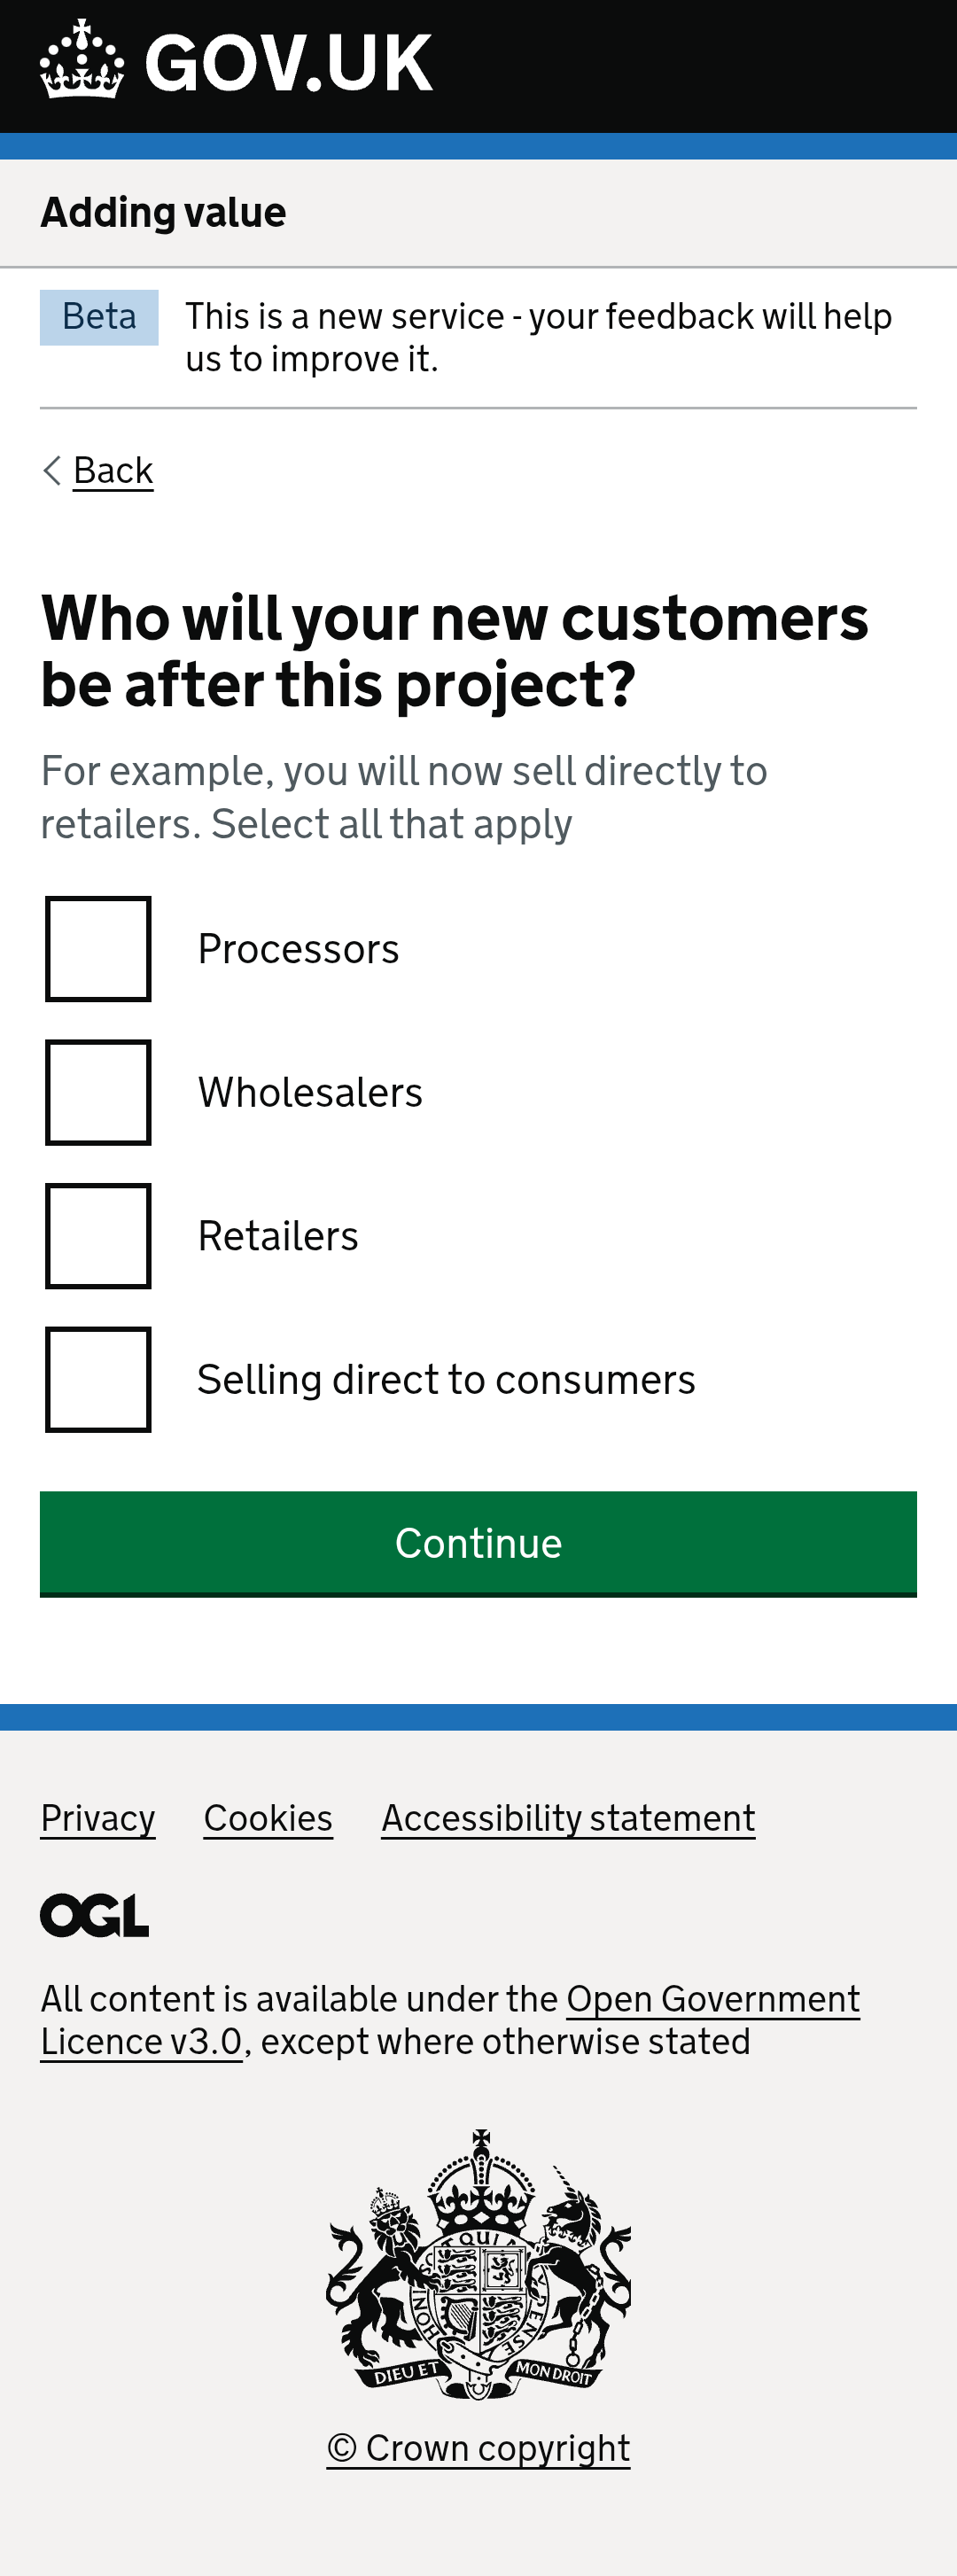 GOV.UK
Adding value
Beta
This is a new service - your feedback will help
us to improve it.
Back
Who will your new customers
be after this project?
For example, you will now sell directly to
retailers. Select all that apply
Processors
Wholesalers
Retailers
Selling direct to consumers
Continue
Privacy Cookies Accessibility statement
OGL
All content is available under the Open Government
Licence v3.0, except where otherwise stated
DIEU ET MON DROIT
© Crown copyright